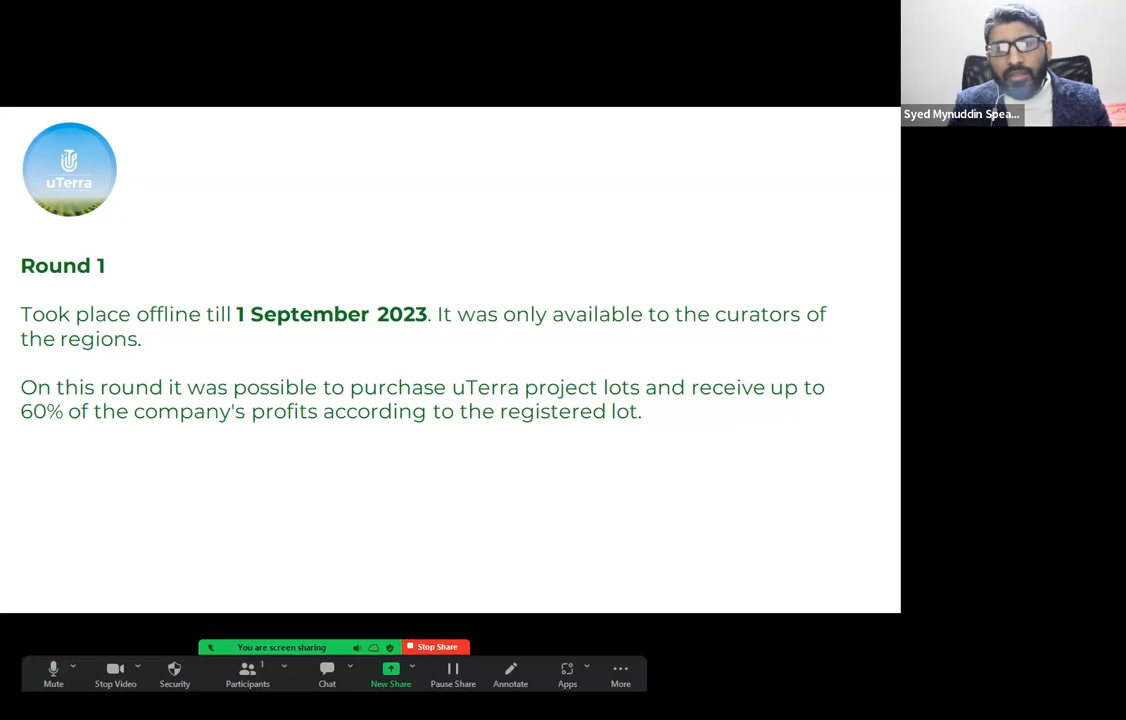 Syed Mynuddin Spea...
uTerra
Round 1
Took place offline till 1 September 2023. It was only available to the curators of
the regions.
On this round it was possible to purchase uTerra project lots and receive up to
60% of the company's profits according to the registered lot.
You are screen sharing
Stop Share
1
Mute
Stop Video
Security
Participants
Chat
New Share
Pause Share
Annotate
Apps
More